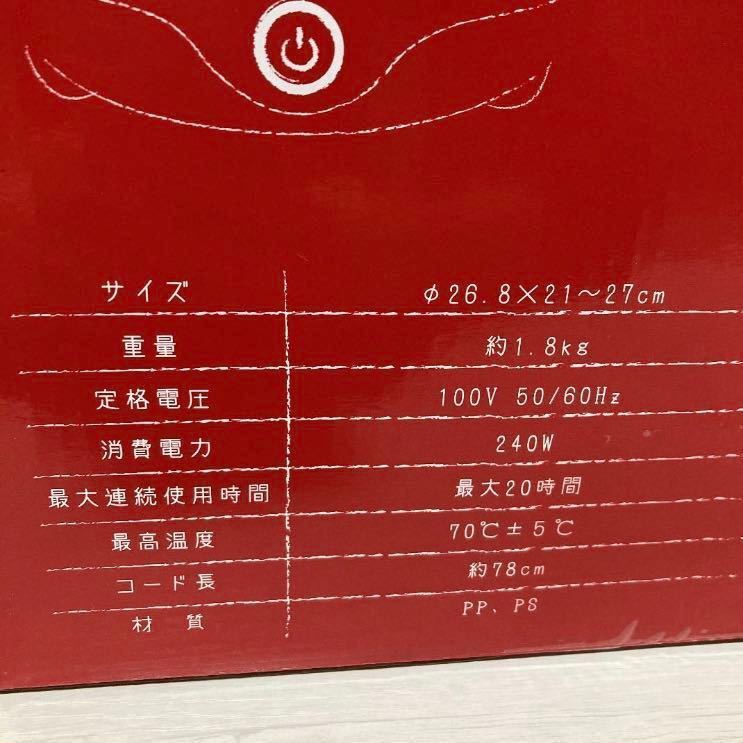 サイズ φ26.8×21～27cm
重量 約1.8kg
定格電圧 100V 50/60Hz
消費電力 240W
最大連続使用時間 最大20時間
最高温度 70℃±5℃
コード長 約78cm
材質 PP、PS